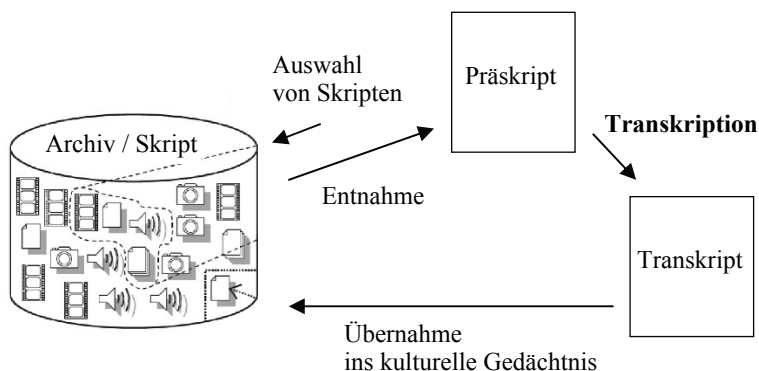 Auswahl
von Skripten
Präskript
Archiv / Skript
Transkription
Entnahme
Transkript
Übernahme
ins kulturelle Gedächtnis